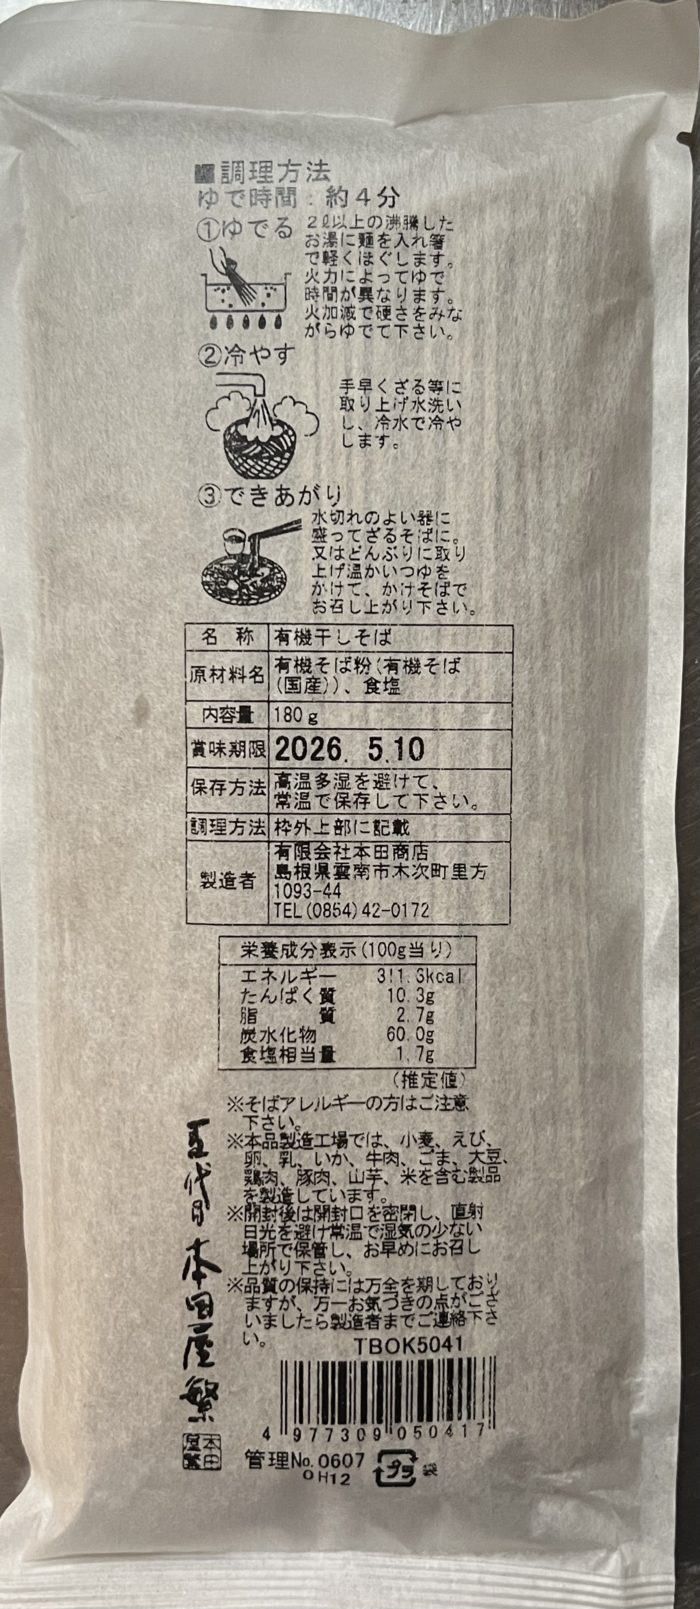 ■調理方法
ゆで時間：約４分
①ゆでる
２ℓ以上の沸騰した
お湯に麺を入れ箸
で軽くほぐします。
火力によってゆで
時間が異なります。
火加減で硬さをみな
がらゆでて下さい。
②冷やす
手早くざる等に
取り上げ水洗い
し、冷水で冷や
します。
③できあがり
水切れのよい器に
盛ってざるそばに。
又はどんぶりに取り
上げ温かいつゆを
かけて、かけそばで
お召し上がり下さい。
名称 有機干しそば
原材料名 有機そば粉(有機そば
(国産))、食塩
内容量 180ｇ
賞味期限 2026. 5.10
保存方法 高温多湿を避けて、
常温で保存して下さい。
調理方法 枠外上部に記載
製造者 有限会社本田商店
島根県雲南市木次町里方
1093-44
TEL(0854)42-0172
栄養成分表示(100g当り)
エネルギー 311.3kcal
たんぱく質 10.3g
脂質 2.7g
炭水化物 60.0g
食塩相当量 1.7g
(推定値)
※そばアレルギーの方はご注意
下さい。
※本品製造工場では、小麦、えび、
卵、乳、いか、牛肉、ごま、大豆、
鶏肉、豚肉、山芋、米を含む製品
を製造しています。
※開封後は開封口を密閉し、直射
日光を避け常温で湿気の少ない
場所で保管し、お早めにお召し
上がり下さい。
※品質の保持には万全を期しており
ますが、万一お気づきの点がござ
いましたら製造者までご連絡下さ
い。
TBOK5041
4 977309 050417
管理No.0607
OH12
プラ 袋
五代目 本田屋繁
本田屋繁